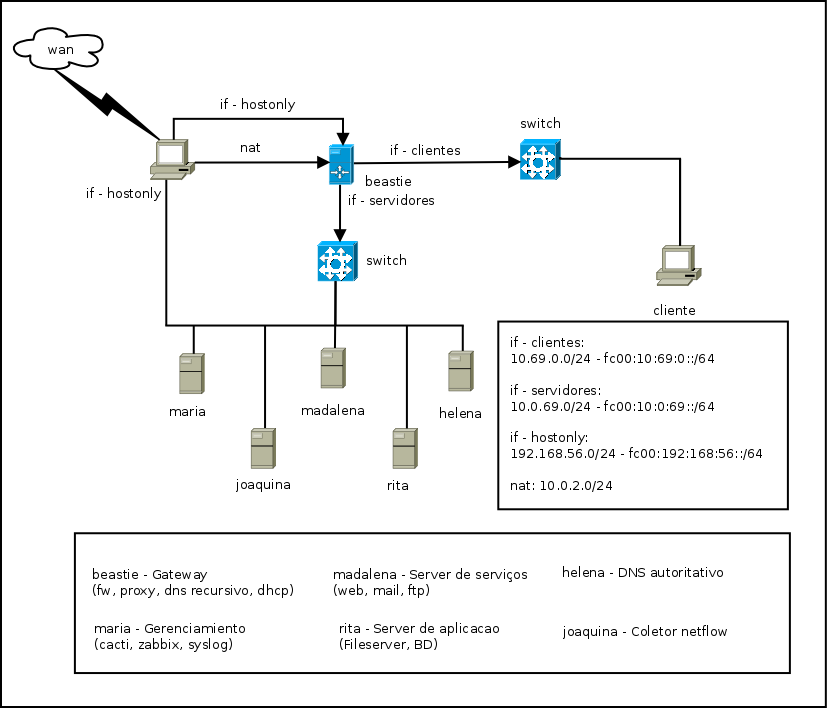 wan
if - hostonly
switch
nat
if - clientes
beastie
if - hostonly
if - servidores
switch
cliente
if - clientes:
10.69.0.0/24 - fc00:10:69:0::/64
if - servidores:
10.0.69.0/24 - fc00:10:0:69::/64
if - hostonly:
192.168.56.0/24 - fc00:192:168:56::/64
nat: 10.0.2.0/24
maria
madalena
helena
joaquina
rita
beastie - Gateway
(fw, proxy, dns recursivo, dhcp)
madalena - Server de serviços
(web, mail, ftp)
helena - DNS autoritativo
maria - Gerenciamiento
(cacti, zabbix, syslog)
rita - Server de aplicacao
(Fileserver, BD)
joaquina - Coletor netflow